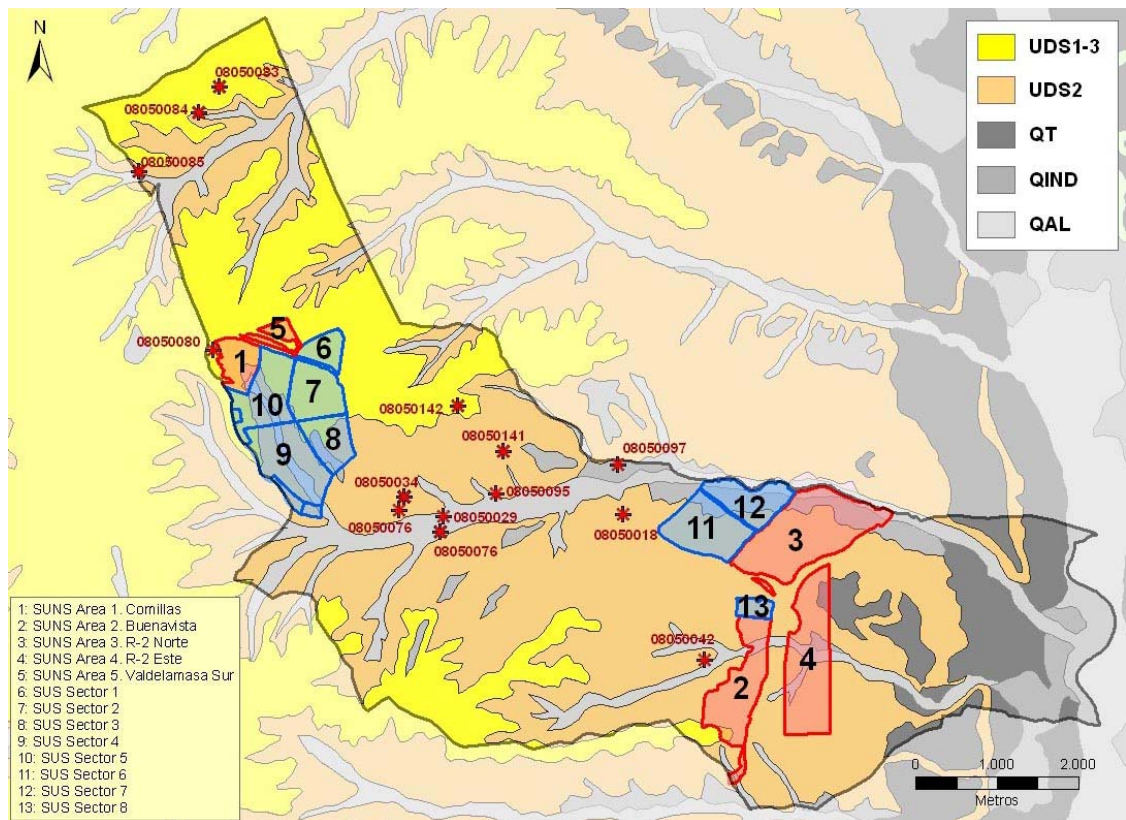 N
UDS1-3
UDS2
QT
QIND
QAL
08050083
08050084
08050085
08050080
5
6
1
7
10
8
9
08050142
08050141
08050097
08050034
08050095
08050029
08050076
08050076
08050018
12
11
3
13
08050042
4
2
1: SUNS Area 1. Comillas
2: SUNS Area 2. Buenavista
3: SUNS Area 3. R-2 Norte
4: SUNS Area 4. R-2 Este
5: SUNS Area 5. Valdelamasa Sur
6: SUS Sector 1
7: SUS Sector 2
8: SUS Sector 3
9: SUS Sector 4
10: SUS Sector 5
11: SUS Sector 6
12: SUS Sector 7
13: SUS Sector 8
0 1.000 2.000
Metros